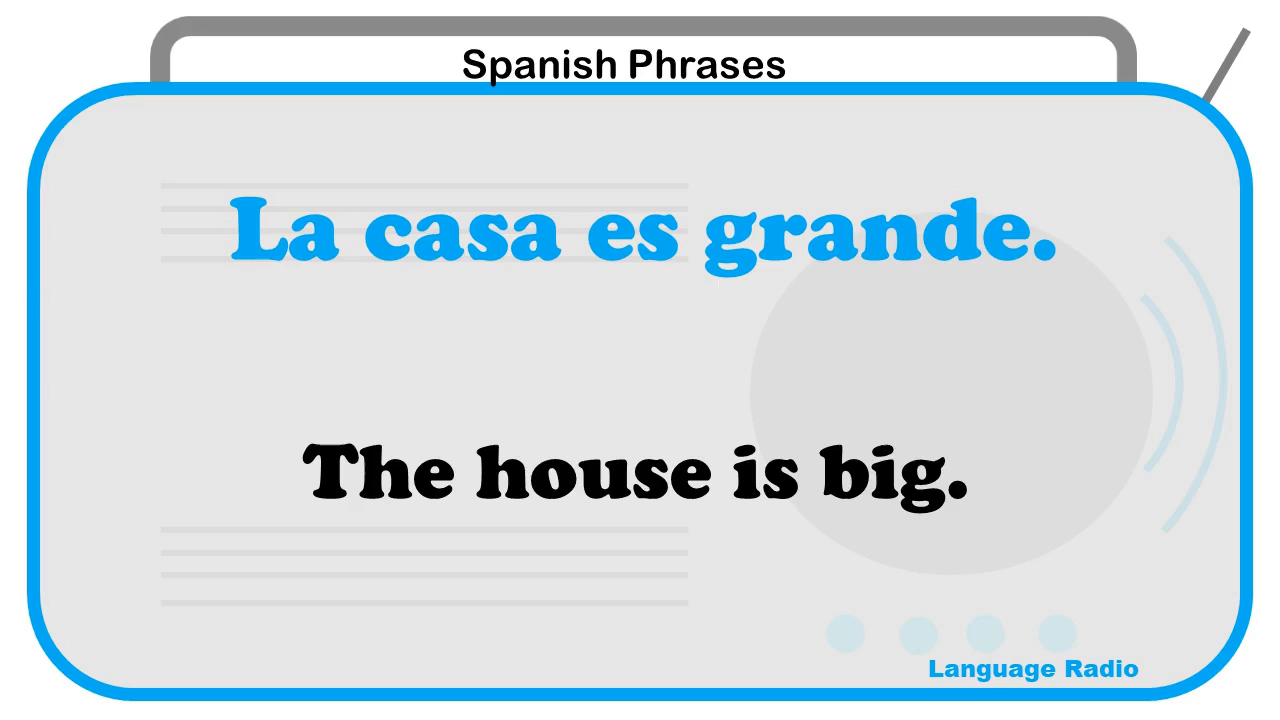 Spanish Phrases
La casa es grande.
The house is big.
Language Radio